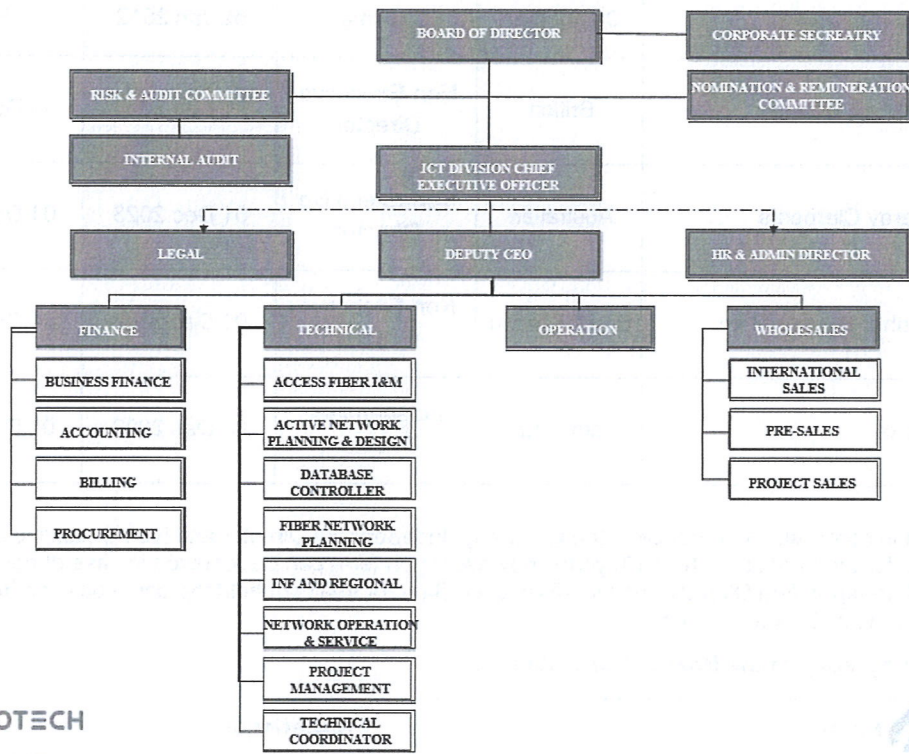 BOARD OF DIRECTOR
CORPORATE SECREATRY
RISK & AUDIT COMMITTEE
NOMINATION & REMUNERATION
COMMITTEE
INTERNAL AUDIT
ICT DIVISION CHIEF
EXECUTIVE OFFICER
LEGAL
DEPUTY CEO
HR & ADMIN DIRECTOR
FINANCE
TECHNICAL
OPERATION
WHOLESALES
BUSINESS FINANCE
ACCOUNTING
BILLING
PROCUREMENT
ACCESS FIBER I&M
ACTIVE NETWORK
PLANNING & DESIGN
DATABASE
CONTROLLER
FIBER NETWORK
PLANNING
INF AND REGIONAL
NETWORK OPERATION
& SERVICE
PROJECT
MANAGEMENT
TECHNICAL
COORDINATOR
INTERNATIONAL
SALES
PRE-SALES
PROJECT SALES
OTECH